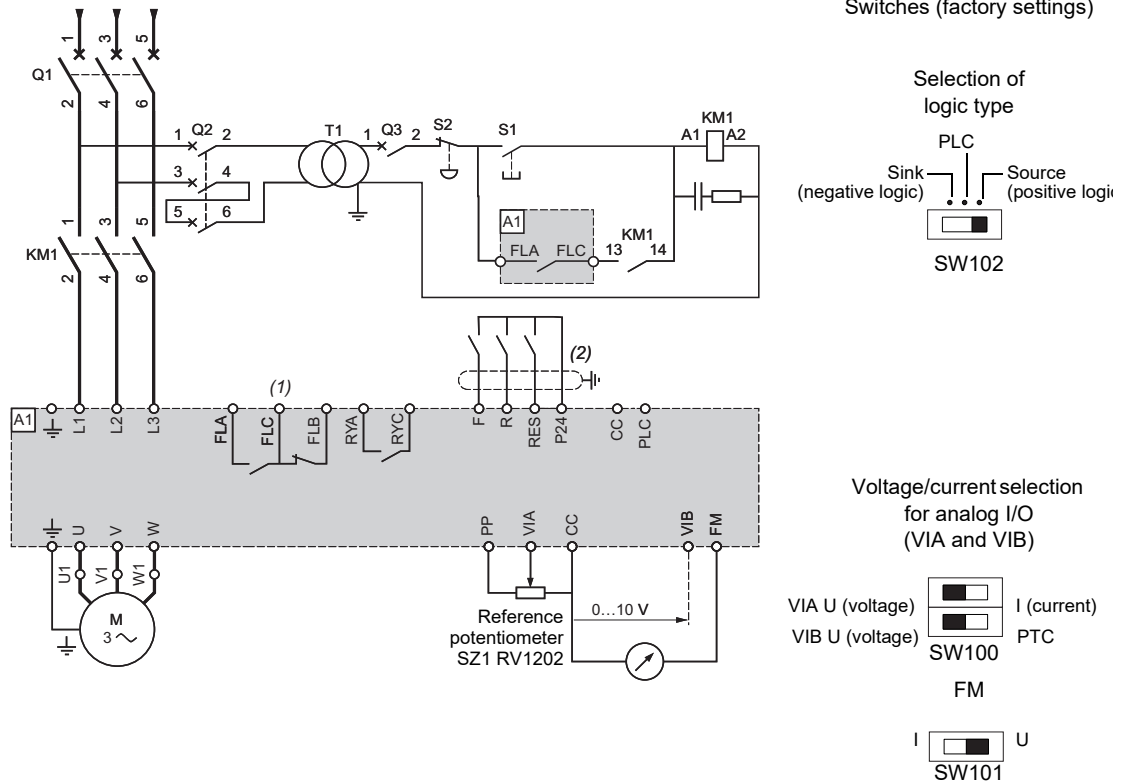 Switches (factory settings)
1 3 5
Q1
2 4 6
1 Q2 2
3 4
5 6
T1
1 Q3 2
S2
S1
KM1
A1 A2
A1
FLA FLC
13 KM1 14
1 3 5
KM1
2 4 6
Selection of
logic type
PLC
Sink
(negative logic)
Source
(positive logi
SW102
(1)
(2)
A1
L1 L2 L3
FLA FLC FLB RYA RYC
F R RES P24 CC PLC
U V W
PP VIA CC VIB FM
U1 V1 W1
M
3
Reference
potentiometer
SZ1 RV1202
0...10 V
Voltage/current selection
for analog I/O
(VIA and VIB)
VIA U (voltage) I (current)
VIB U (voltage) PTC
SW100
FM
I U
SW101